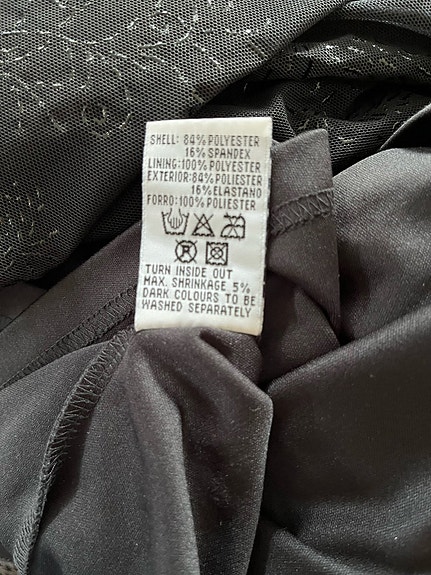 SHELL: 84% POLYESTER
16% SPANDEX
LINING:100% POLYESTER
EXTERIOR:84% POLIESTER
16% ELASTANO
FORRO:100% POLIESTER
R
TURN INSIDE OUT
MAX. SHRINKAGE 5%
DARK COLOURS TO BE
WASHED SEPARATELY